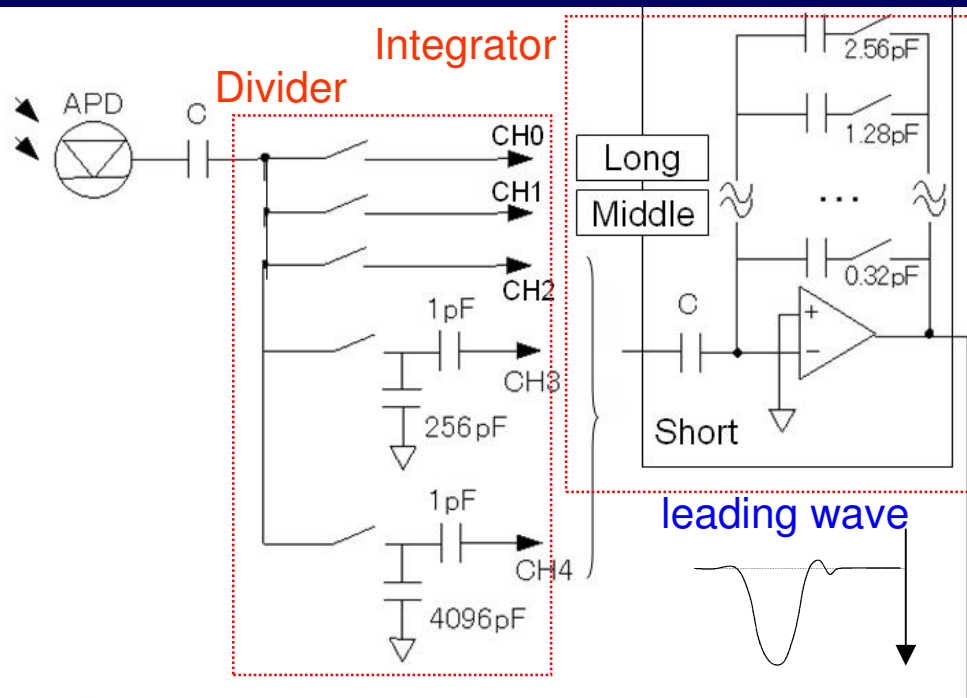 Integrator
Divider
APD
C
CH0
CH1
CH2
1pF
CH3
256pF
1pF
CH4
4096pF
2.56pF
1.28pF
...
0.32pF
Long
Middle
C
+
−
Short
leading wave